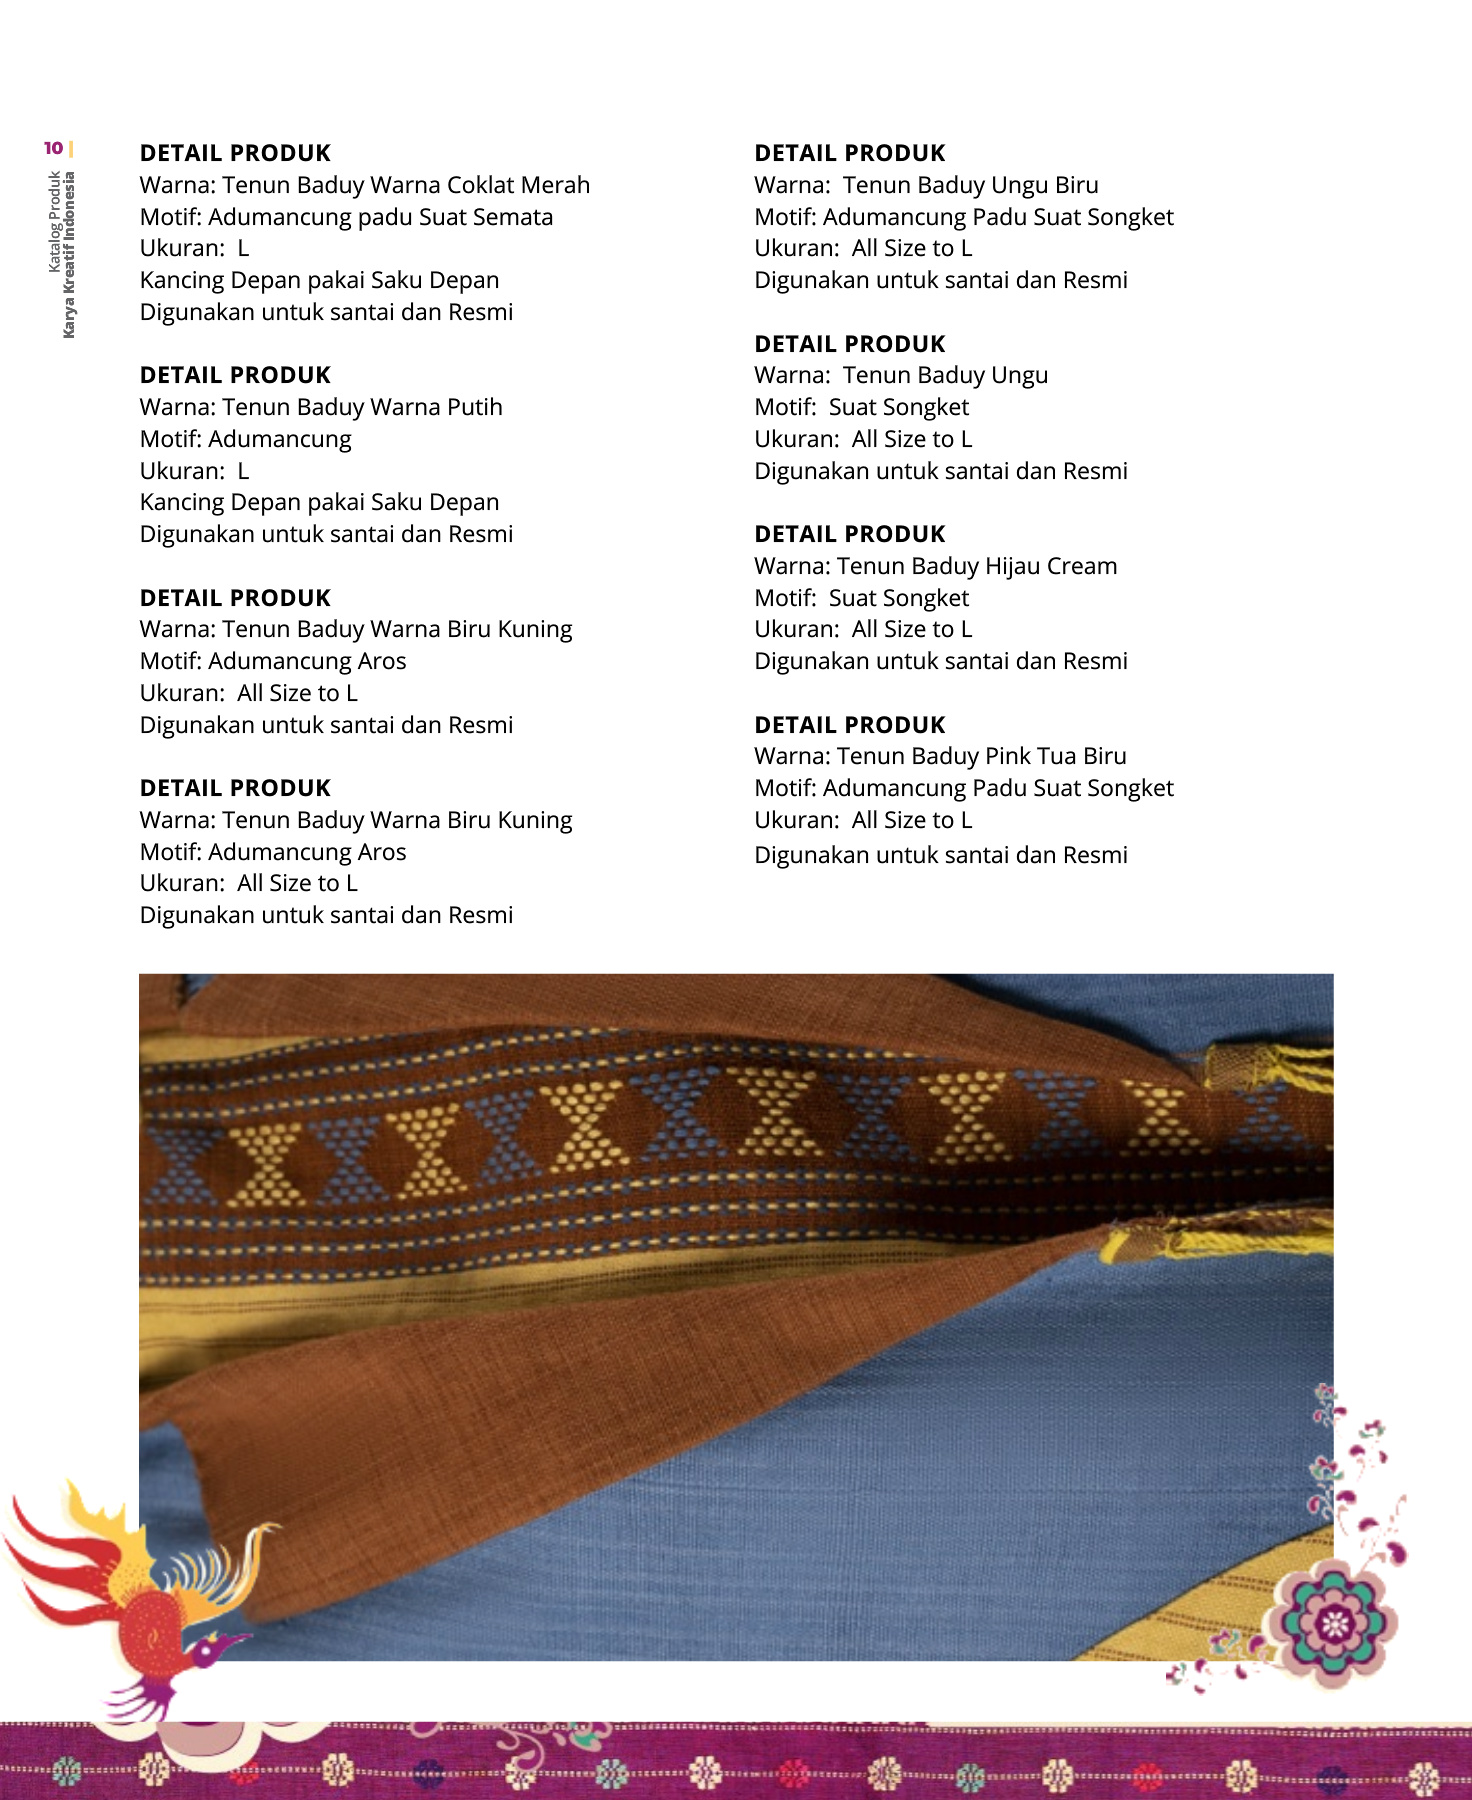 10 |
Katalog Produk
Karya Kreatif Indonesia
DETAIL PRODUK
Warna: Tenun Baduy Warna Coklat Merah
Motif: Adumancung padu Suat Semata
Ukuran:  L
Kancing Depan pakai Saku Depan
Digunakan untuk santai dan Resmi
DETAIL PRODUK
Warna: Tenun Baduy Warna Putih
Motif: Adumancung
Ukuran:  L
Kancing Depan pakai Saku Depan
Digunakan untuk santai dan Resmi
DETAIL PRODUK
Warna: Tenun Baduy Warna Biru Kuning
Motif: Adumancung Aros
Ukuran:  All Size to L
Digunakan untuk santai dan Resmi
DETAIL PRODUK
Warna: Tenun Baduy Warna Biru Kuning
Motif: Adumancung Aros
Ukuran:  All Size to L
Digunakan untuk santai dan Resmi
DETAIL PRODUK
Warna:  Tenun Baduy Ungu Biru
Motif: Adumancung Padu Suat Songket
Ukuran:  All Size to L
Digunakan untuk santai dan Resmi
DETAIL PRODUK
Warna:  Tenun Baduy Ungu
Motif:  Suat Songket
Ukuran:  All Size to L
Digunakan untuk santai dan Resmi
DETAIL PRODUK
Warna: Tenun Baduy Hijau Cream
Motif:  Suat Songket
Ukuran:  All Size to L
Digunakan untuk santai dan Resmi
DETAIL PRODUK
Warna: Tenun Baduy Pink Tua Biru
Motif: Adumancung Padu Suat Songket
Ukuran:  All Size to L
Digunakan untuk santai dan Resmi